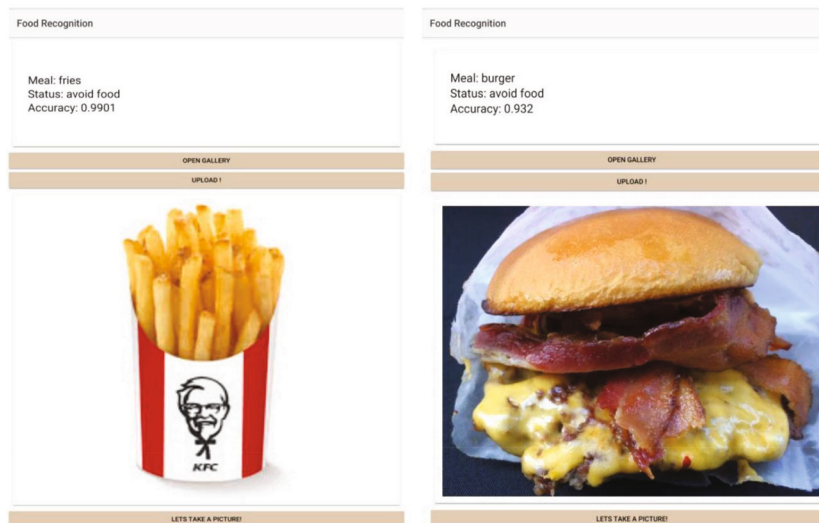 Food Recognition
Meal: fries
Status: avoid food
Accuracy: 0.9901
OPEN GALLERY
UPLOAD !
KFC
LETS TAKE A PICTURE!
Food Recognition
Meal: burger
Status: avoid food
Accuracy: 0.932
OPEN GALLERY
UPLOAD !
LETS TAKE A PICTURE!